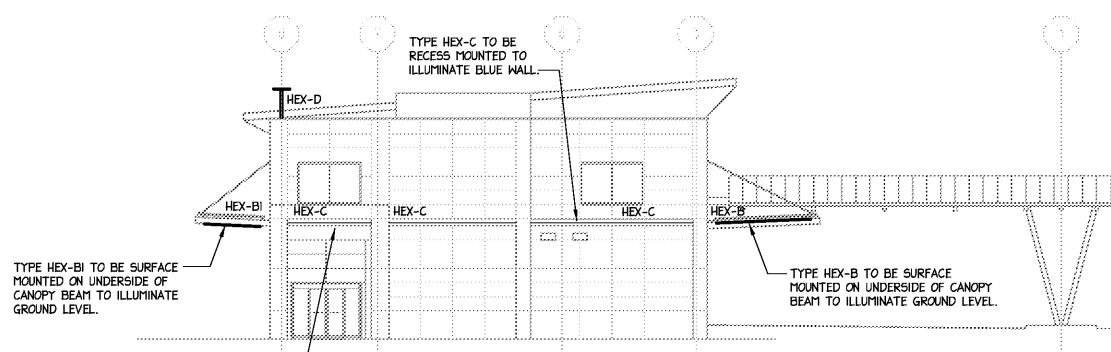 TYPE HEX-C TO BE
RECESS MOUNTED TO
ILLUMINATE BLUE WALL.
HEX-D
HEX-B1
HEX-C
HEX-C
HEX-C
HEX-B
TYPE HEX-B1 TO BE SURFACE
MOUNTED ON UNDERSIDE OF
CANOPY BEAM TO ILLUMINATE
GROUND LEVEL.
TYPE HEX-B TO BE SURFACE
MOUNTED ON UNDERSIDE OF CANOPY
BEAM TO ILLUMINATE GROUND LEVEL.